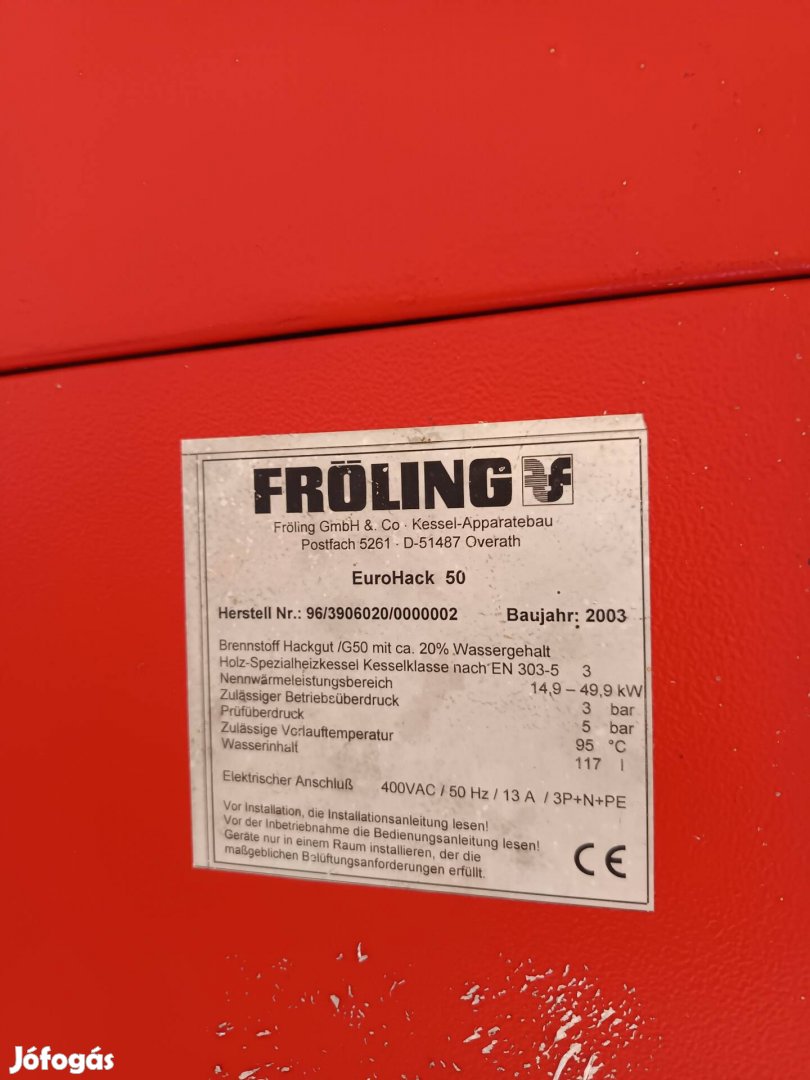 FRÖLING
Fröling GmbH & Co · Kessel-Apparatebau
Postfach 5261 · D-51487 Overath
EuroHack 50
Herstell Nr.: 96/3906020/0000002 Baujahr: 2003
Brennstoff Hackgut /G50 mit ca. 20% Wassergehalt
Holz-Spezialheizkessel Kesselklasse nach EN 303-5 3
Nennwärmeleistungsbereich 14,9 – 49,9 kW
Zulässiger Betriebsüberdruck 3 bar
Prüfüberdruck 5 bar
Zulässige Vorlauftemperatur 95 °C
Wasserinhalt 117 l
Elektrischer Anschluß 400VAC / 50 Hz / 13 A / 3P+N+PE
Vor Installation, die Installationsanleitung lesen!
Vor der Inbetriebnahme die Bedienungsanleitung lesen!
Geräte nur in einem Raum installieren, der die
maßgeblichen Belüftungsanforderungen erfüllt.
CE
Jófogás